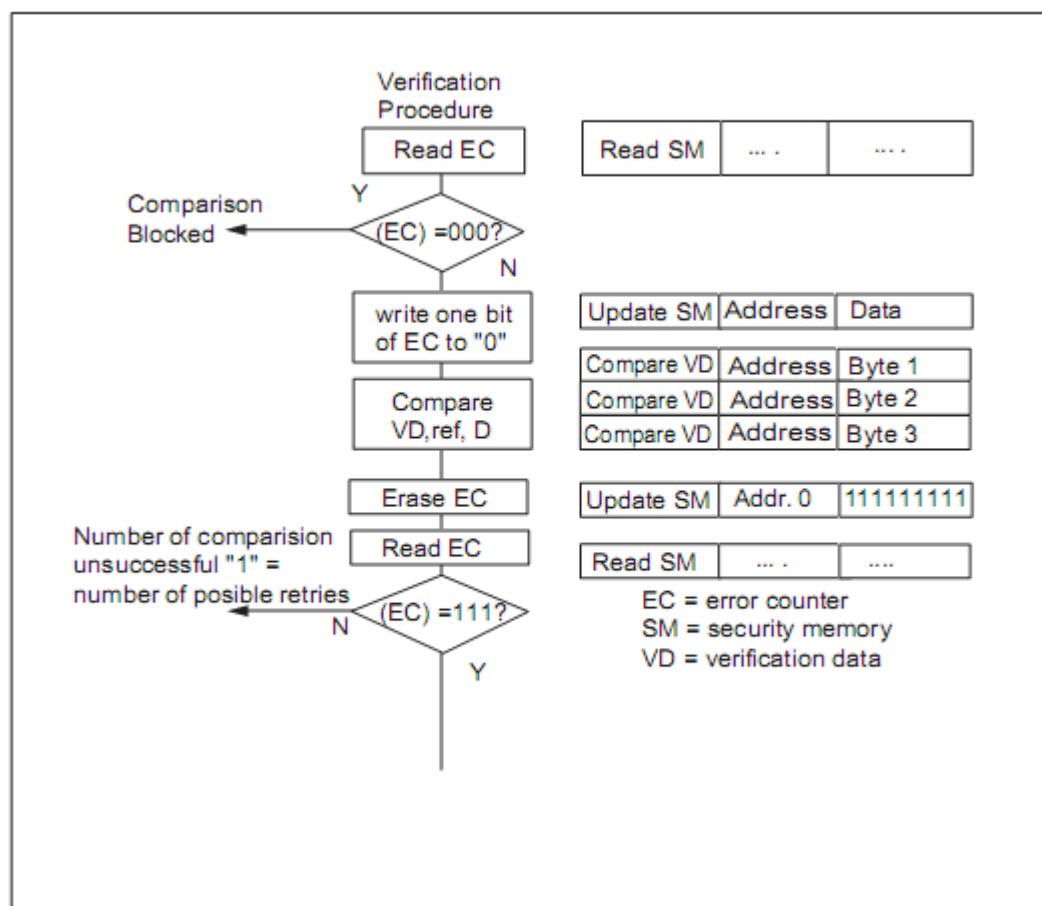 Verification
Procedure
Read EC
Read SM ... . ... .
Y
Comparison
Blocked
(EC) =000?
N
write one bit
of EC to "0"
Update SM Address Data
Compare VD Address Byte 1
Compare
VD,ref, D
Compare VD Address Byte 2
Compare VD Address Byte 3
Erase EC
Update SM Addr. 0 111111111
Number of comparision
unsuccessful "1" =
number of posible retries
Read EC
Read SM ... . ....
(EC) =111?
N
Y
EC = error counter
SM = security memory
VD = verification data